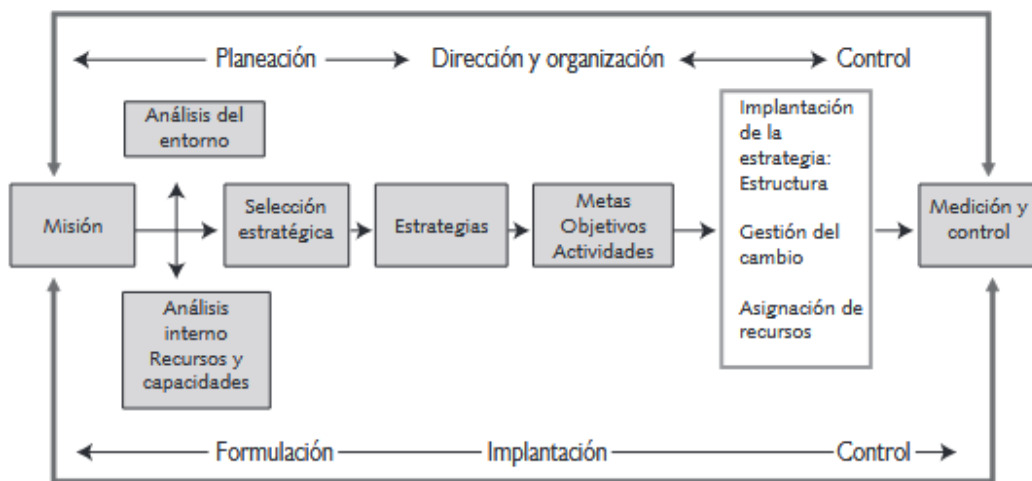 Planeación
Dirección y organización
Control
Análisis del
entorno
Misión
Análisis
interno
Recursos y
capacidades
Selección
estratégica
Estrategias
Metas
Objetivos
Actividades
Implantación
de la
estrategia:
Estructura
Gestión del
cambio
Asignación de
recursos
Medición y
control
Formulación
Implantación
Control